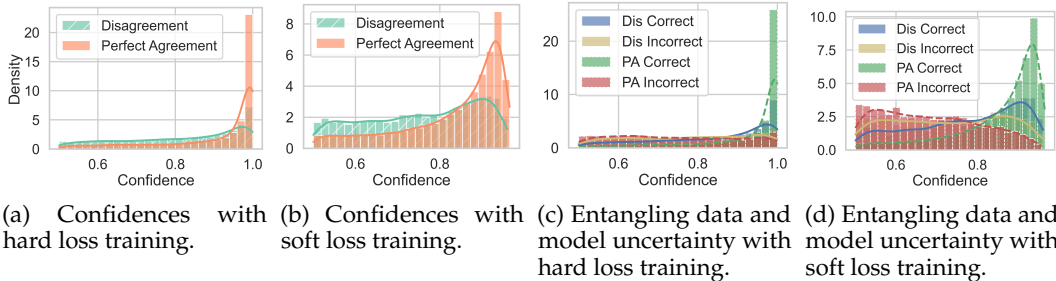 Disagreement
Perfect Agreement
Density
20
15
10
5
0
0.6
0.8
1.0
Confidence
Disagreement
Perfect Agreement
8
6
4
2
0
0.6
0.8
Confidence
Dis Correct
Dis Incorrect
PA Correct
PA Incorrect
20
10
0
0.6
0.8
1.0
Confidence
Dis Correct
Dis Incorrect
PA Correct
PA Incorrect
10.0
7.5
5.0
2.5
0.0
0.6
0.8
Confidence
(a) Confidences with
hard loss training.
(b) Confidences with
soft loss training.
(c) Entangling data and
model uncertainty with
hard loss training.
(d) Entangling data and
model uncertainty with
soft loss training.